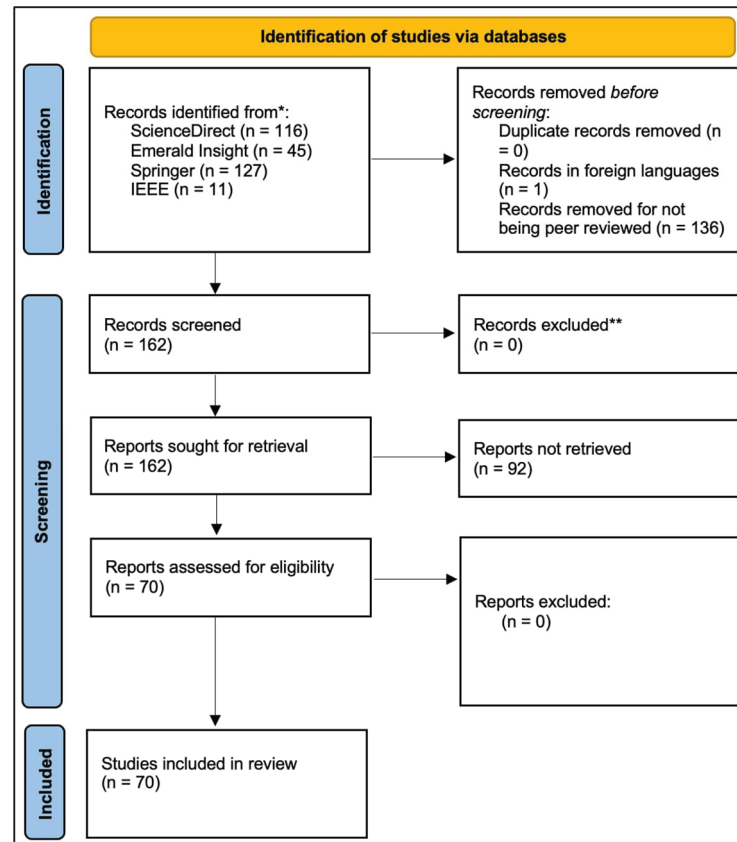 Identification of studies via databases
Identification
Records identified from*:
ScienceDirect (n = 116)
Emerald Insight (n = 45)
Springer (n = 127)
IEEE (n = 11)
Records removed before
screening:
Duplicate records removed (n
= 0)
Records in foreign languages
(n = 1)
Records removed for not
being peer reviewed (n = 136)
Screening
Records screened
(n = 162)
Records excluded**
(n = 0)
Reports sought for retrieval
(n = 162)
Reports not retrieved
(n = 92)
Reports assessed for eligibility
(n = 70)
Reports excluded:
(n = 0)
Included
Studies included in review
(n = 70)